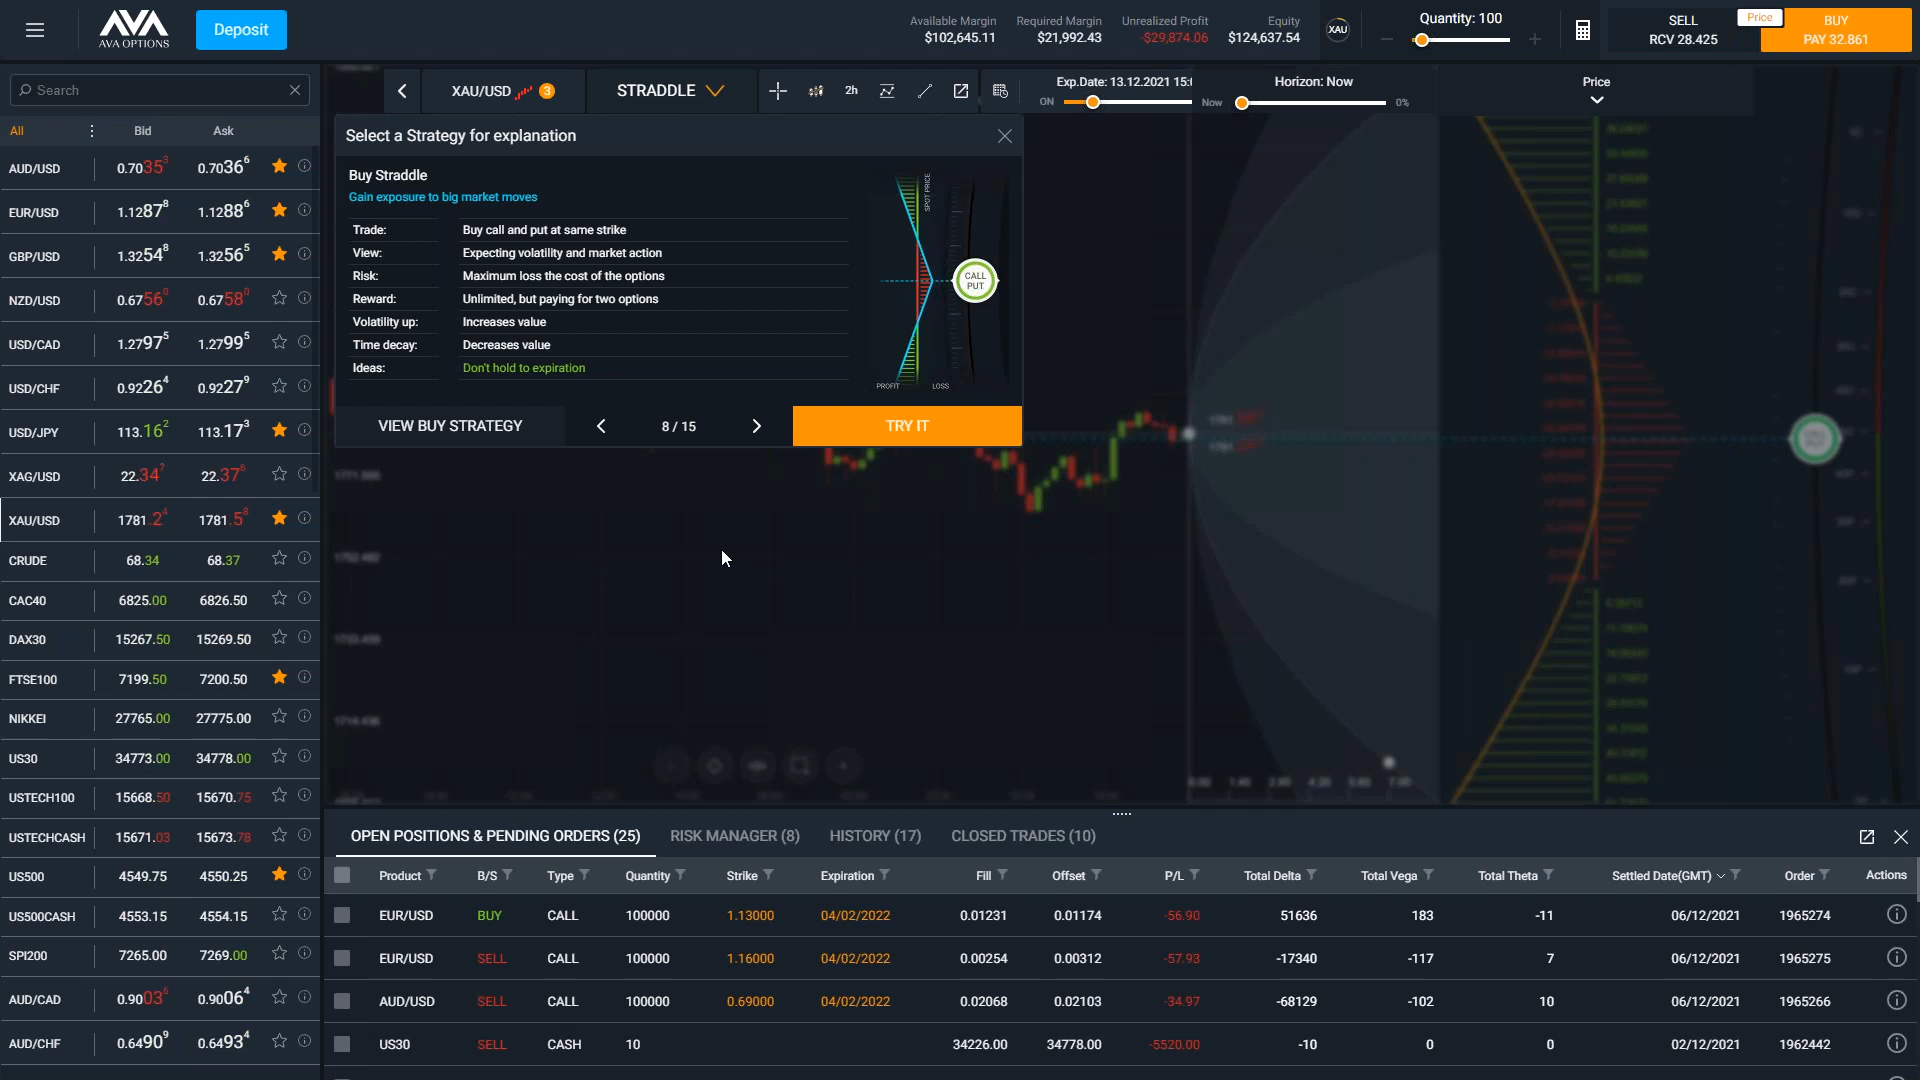 AVA
AVA OPTIONS
Deposit
Available Margin
$102,645.11
Required Margin
$21,992.43
Unrealized Profit
-$29,874.06
Equity
$124,637.54
XAU
Quantity: 100
SELL
RCV 28.425
Price
BUY
PAY 32.861
Search
XAU/USD 3
STRADDLE
2h
Exp.Date: 13.12.2021 15:0
ON
Horizon: Now
Now 0%
Price
All Bid Ask
AUD/USD 0.70353 0.70366
EUR/USD 1.12878 1.12886
GBP/USD 1.32548 1.32565
NZD/USD 0.67560 0.67580
USD/CAD 1.27975 1.27995
USD/CHF 0.92264 0.92279
USD/JPY 113.162 113.173
XAG/USD 22.347 22.376
XAU/USD 1781.24 1781.58
CRUDE 68.34 68.37
CAC40 6825.00 6826.50
DAX30 15267.50 15269.50
FTSE100 7199.50 7200.50
NIKKEI 27765.00 27775.00
US30 34773.00 34778.00
USTECH100 15668.50 15670.75
USTECHCASH 15671.03 15673.78
US500 4549.75 4550.25
US500CASH 4553.15 4554.15
SPI200 7265.00 7269.00
AUD/CAD 0.90036 0.90064
AUD/CHF 0.64909 0.64934
Select a Strategy for explanation
Buy Straddle
Gain exposure to big market moves
Trade: Buy call and put at same strike
View: Expecting volatility and market action
Risk: Maximum loss the cost of the options
Reward: Unlimited, but paying for two options
Volatility up: Increases value
Time decay: Decreases value
Ideas: Don't hold to expiration
SPOT PRICE
CALL
PUT
PROFIT LOSS
VIEW BUY STRATEGY
8 / 15
TRY IT
OPEN POSITIONS & PENDING ORDERS (25) RISK MANAGER (8) HISTORY (17) CLOSED TRADES (10)
Product B/S Type Quantity Strike Expiration Fill Offset P/L Total Delta Total Vega Total Theta Settled Date(GMT) Order Actions
EUR/USD BUY CALL 100000 1.13000 04/02/2022 0.01231 0.01174 -56.90 51636 183 -11 06/12/2021 1965274
EUR/USD SELL CALL 100000 1.16000 04/02/2022 0.00254 0.00312 -57.93 -17340 -117 7 06/12/2021 1965275
AUD/USD SELL CALL 100000 0.69000 04/02/2022 0.02068 0.02103 -34.97 -68129 -102 10 06/12/2021 1965266
US30 SELL CASH 10 34226.00 34778.00 -5520.00 -10 0 0 02/12/2021 1962442